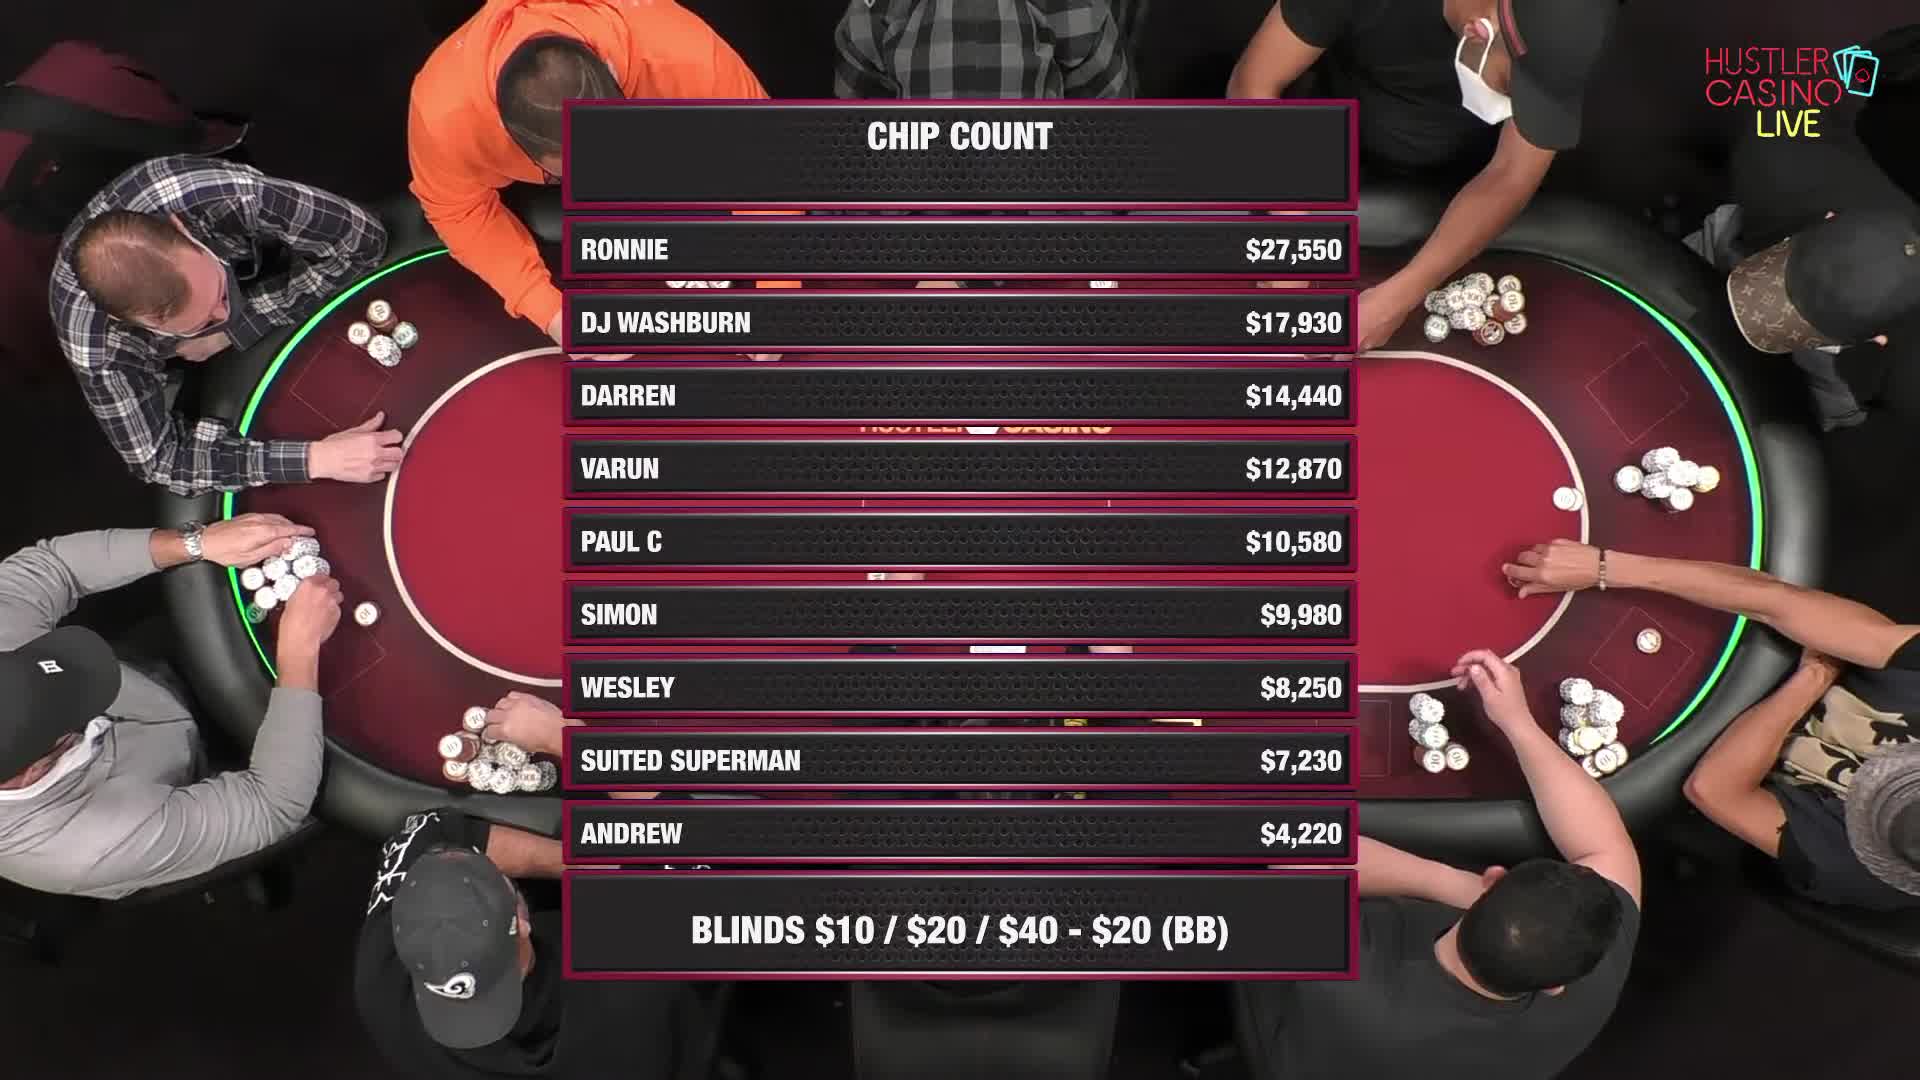 HUSTLER
CASINO
LIVE
CHIP COUNT
RONNIE $27,550
DJ WASHBURN $17,930
DARREN $14,440
VARUN $12,870
PAUL C $10,580
SIMON $9,980
WESLEY $8,250
SUITED SUPERMAN $7,230
ANDREW $4,220
BLINDS $10 / $20 / $40 - $20 (BB)